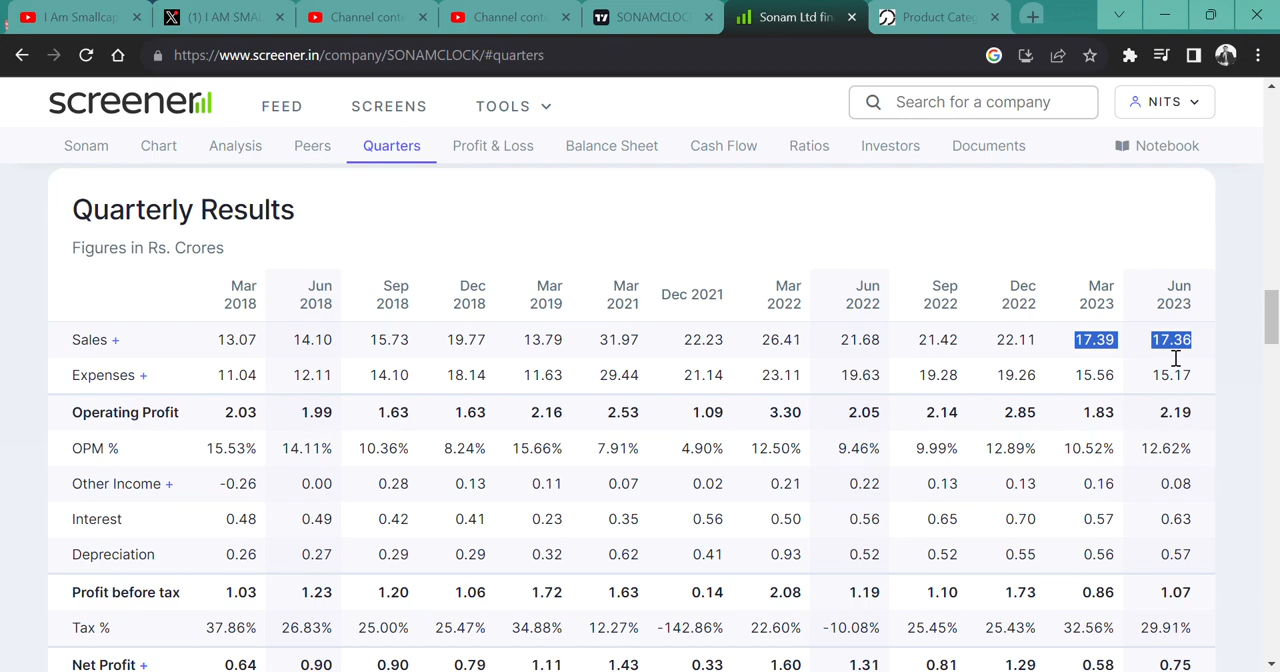 I Am Smallcap
(1) I AM SMAL
Channel conte
Channel conte
SONAMCLOC
Sonam Ltd fin
Product Categ
https://www.screener.in/company/SONAMCLOCK/#quarters
screener
FEED SCREENS TOOLS
Search for a company
NITS
Sonam Chart Analysis Peers Quarters Profit & Loss Balance Sheet Cash Flow Ratios Investors Documents Notebook
Quarterly Results
Figures in Rs. Crores
Mar 2018 Jun 2018 Sep 2018 Dec 2018 Mar 2019 Mar 2021 Dec 2021 Mar 2022 Jun 2022 Sep 2022 Dec 2022 Mar 2023 Jun 2023
Sales + 13.07 14.10 15.73 19.77 13.79 31.97 22.23 26.41 21.68 21.42 22.11 17.39 17.36
Expenses + 11.04 12.11 14.10 18.14 11.63 29.44 21.14 23.11 19.63 19.28 19.26 15.56 15.17
Operating Profit 2.03 1.99 1.63 1.63 2.16 2.53 1.09 3.30 2.05 2.14 2.85 1.83 2.19
OPM % 15.53% 14.11% 10.36% 8.24% 15.66% 7.91% 4.90% 12.50% 9.46% 9.99% 12.89% 10.52% 12.62%
Other Income + -0.26 0.00 0.28 0.13 0.11 0.07 0.02 0.21 0.22 0.13 0.13 0.16 0.08
Interest 0.48 0.49 0.42 0.41 0.23 0.35 0.56 0.50 0.56 0.65 0.70 0.57 0.63
Depreciation 0.26 0.27 0.29 0.29 0.32 0.62 0.41 0.93 0.52 0.52 0.55 0.56 0.57
Profit before tax 1.03 1.23 1.20 1.06 1.72 1.63 0.14 2.08 1.19 1.10 1.73 0.86 1.07
Tax % 37.86% 26.83% 25.00% 25.47% 34.88% 12.27% -142.86% 22.60% -10.08% 25.45% 25.43% 32.56% 29.91%
Net Profit + 0.64 0.90 0.90 0.79 1.11 1.43 0.33 1.60 1.31 0.81 1.29 0.58 0.75